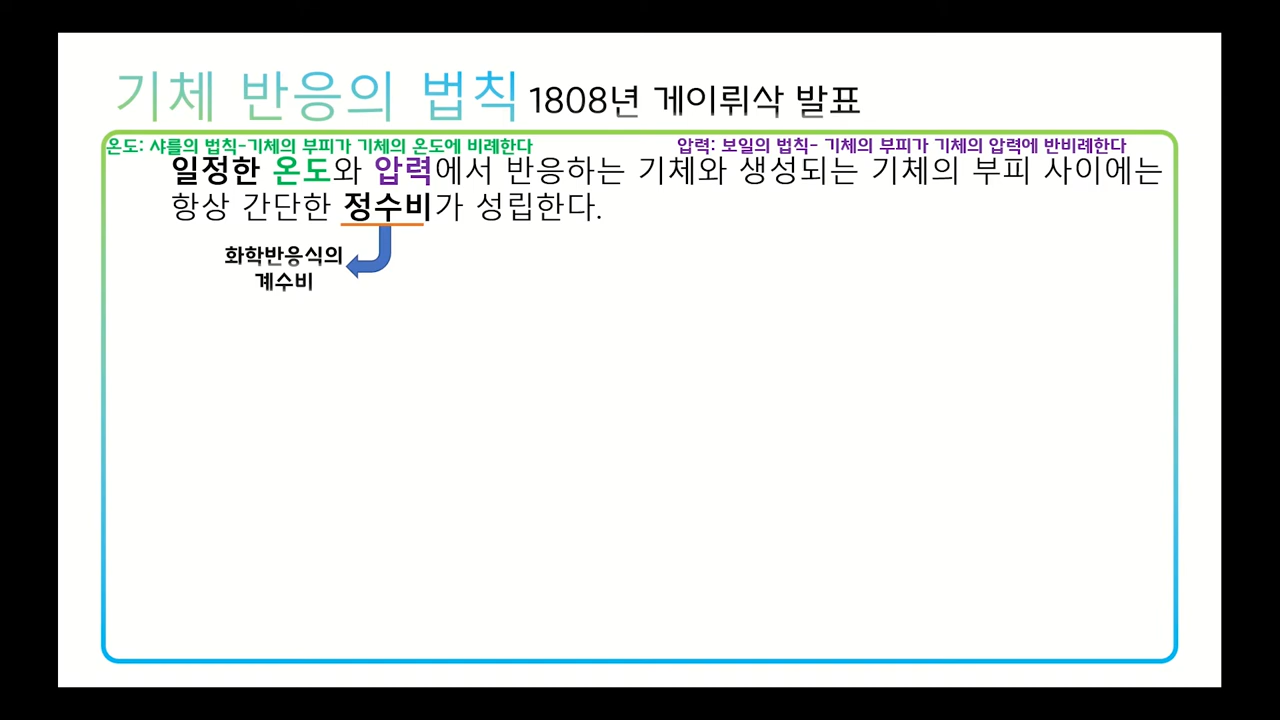 기체 반응의 법칙 1808년 게이뤼삭 발표
온도: 샤를의 법칙-기체의 부피가 기체의 온도에 비례한다 압력: 보일의 법칙- 기체의 부피가 기체의 압력에 반비례한다
일정한 온도와 압력에서 반응하는 기체와 생성되는 기체의 부피 사이에는
항상 간단한 정수비가 성립한다.
화학반응식의
계수비